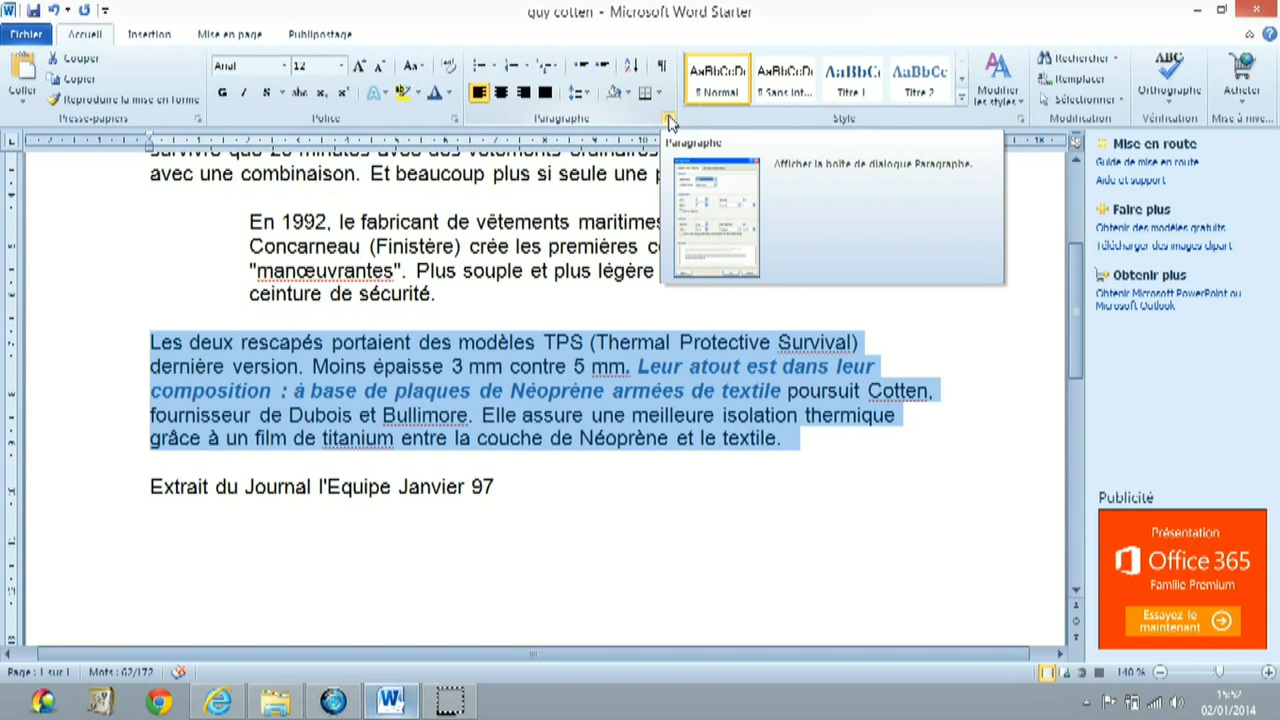 guy cotten - Microsoft Word Starter
Fichier Accueil Insertion Mise en page Publipostage
Couper
Copier
Coller
Reproduire la mise en forme
Presse-papiers
Arial 12
G I S abc
Police
Paragraphe
AaBbCcDc AaBbCcDc AaBbC AaBbCc
¶ Normal ¶ Sans int... Titre 1 Titre 2
Style
Modifier
les styles
Rechercher
Remplacer
Sélectionner
Modification
ABC
Orthographe
Vérification
Acheter
Mise à nive...
Paragraphe
Afficher la boîte de dialogue Paragraphe.
avec une combinaison. Et beaucoup plus si seule une p
En 1992, le fabricant de vêtements maritimes
Concarneau (Finistère) crée les premières c
"manœuvrantes". Plus souple et plus légère
ceinture de sécurité.
Les deux rescapés portaient des modèles TPS (Thermal Protective Survival)
dernière version. Moins épaisse 3 mm contre 5 mm. Leur atout est dans leur
composition : à base de plaques de Néoprène armées de textile poursuit Cotten,
fournisseur de Dubois et Bullimore. Elle assure une meilleure isolation thermique
grâce à un film de titanium entre la couche de Néoprène et le textile.
Extrait du Journal l'Equipe Janvier 97
Mise en route
Guide de mise en route
Aide et support
Faire plus
Obtenir des modèles gratuits
Télécharger des images clipart
Obtenir plus
Obtenir Microsoft PowerPoint ou
Microsoft Outlook
Publicité
Présentation
Office 365
Famille Premium
Essayez le
maintenant
Page : 1 sur 1 Mots : 62/172 140 %
15:52
02/01/2014